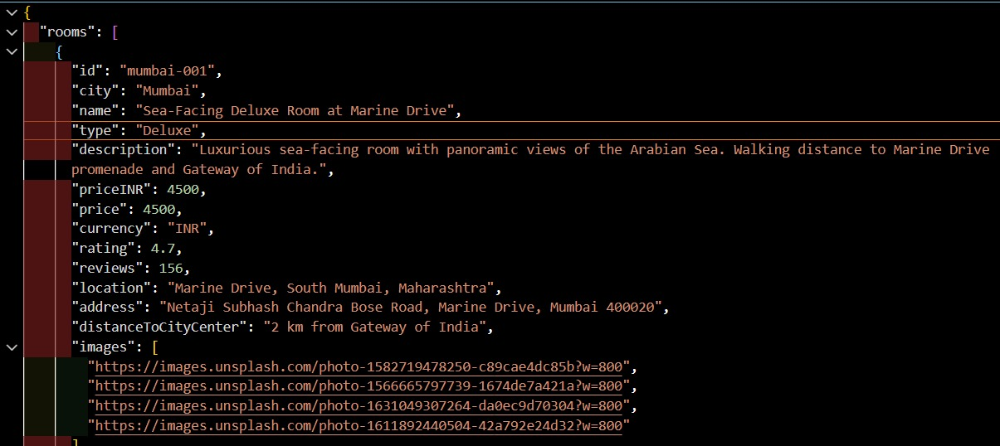 {
"rooms": [
{
"id": "mumbai-001",
"city": "Mumbai",
"name": "Sea-Facing Deluxe Room at Marine Drive",
"type": "Deluxe",
"description": "Luxurious sea-facing room with panoramic views of the Arabian Sea. Walking distance to Marine Drive
promenade and Gateway of India.",
"priceINR": 4500,
"price": 4500,
"currency": "INR",
"rating": 4.7,
"reviews": 156,
"location": "Marine Drive, South Mumbai, Maharashtra",
"address": "Netaji Subhash Chandra Bose Road, Marine Drive, Mumbai 400020",
"distanceToCityCenter": "2 km from Gateway of India",
"images": [
"https://images.unsplash.com/photo-1582719478250-c89cae4dc85b?w=800",
"https://images.unsplash.com/photo-1566665797739-1674de7a421a?w=800",
"https://images.unsplash.com/photo-1631049307264-da0ec9d70304?w=800",
"https://images.unsplash.com/photo-1611892440504-42a792e24d32?w=800"
]